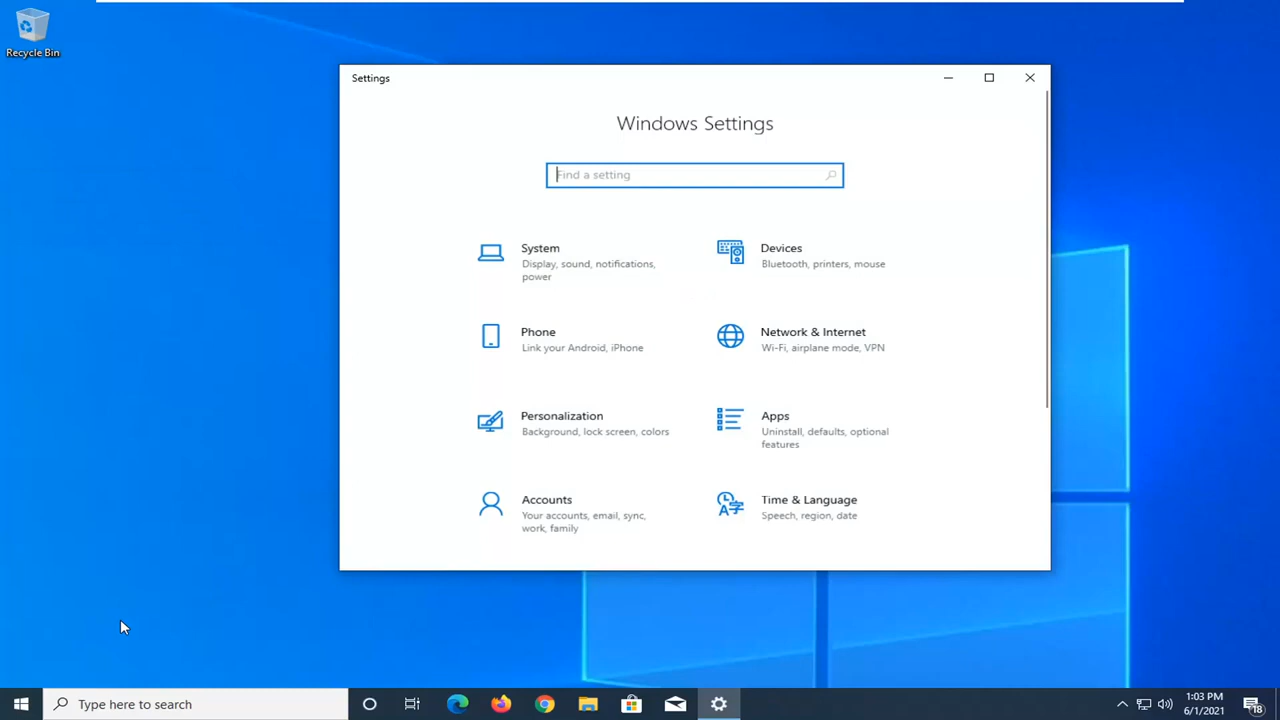 Recycle Bin
Settings
Windows Settings
Find a setting
System
Display, sound, notifications,
power
Devices
Bluetooth, printers, mouse
Phone
Link your Android, iPhone
Network & Internet
Wi-Fi, airplane mode, VPN
Personalization
Background, lock screen, colors
Apps
Uninstall, defaults, optional
features
Accounts
Your accounts, email, sync,
work, family
Time & Language
Speech, region, date
Type here to search
1:03 PM
6/1/2021
18